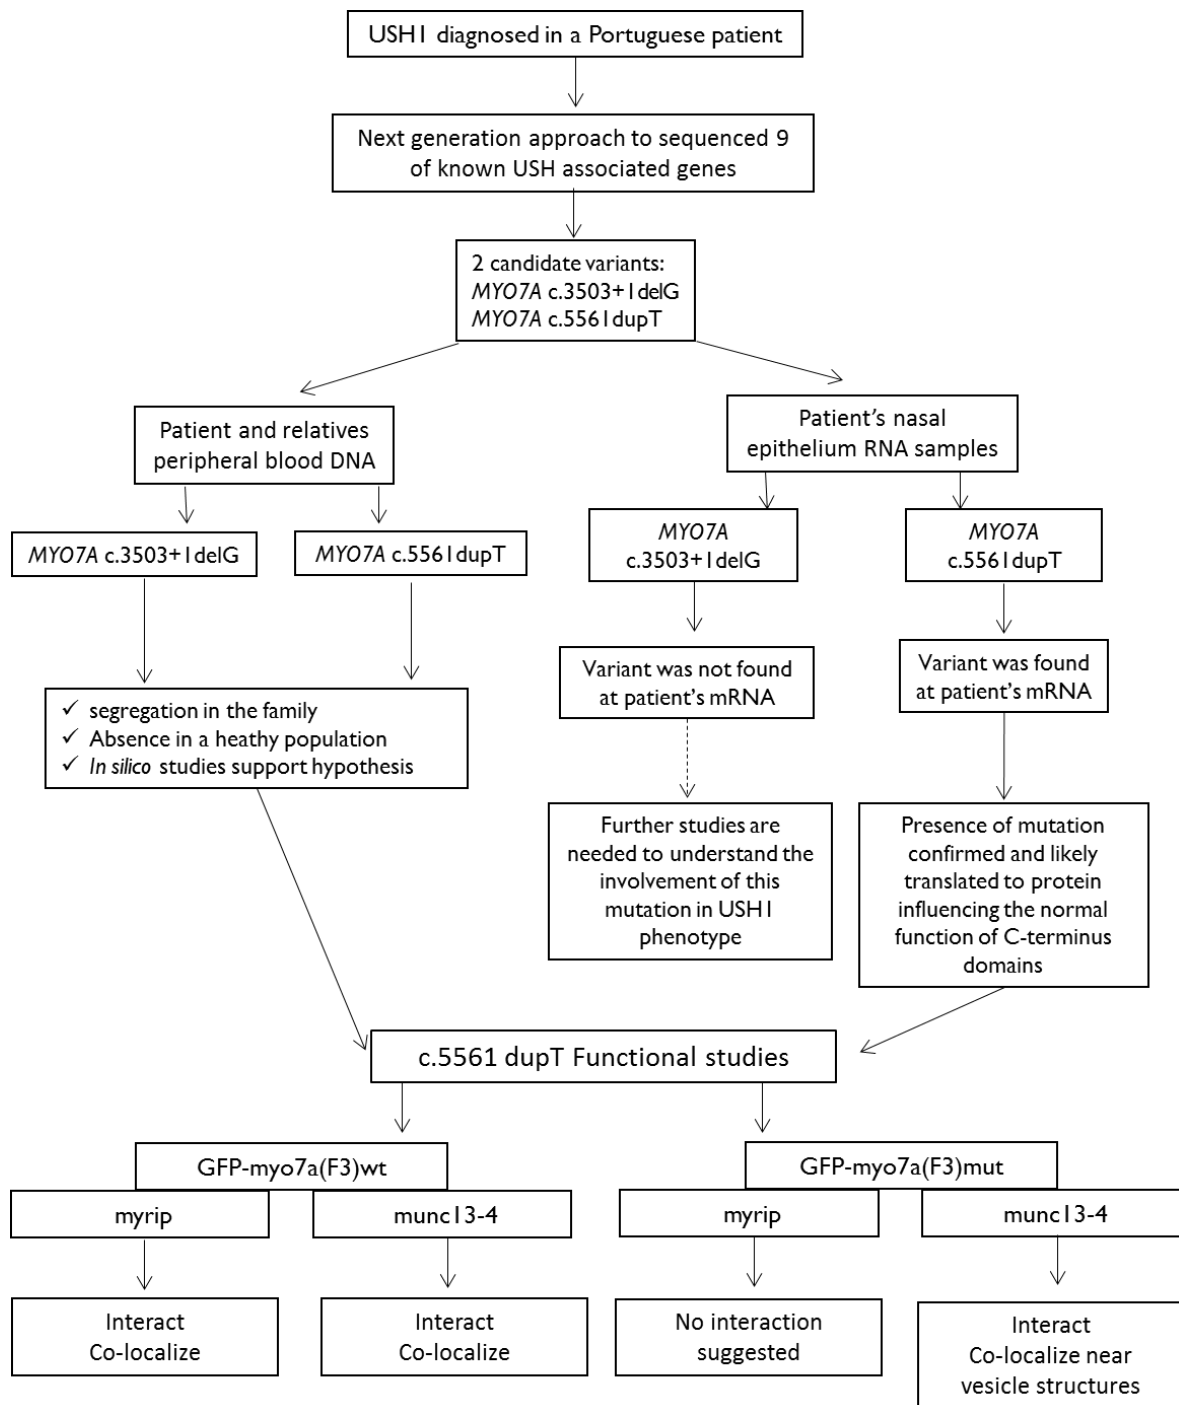 USH1 diagnosed in a Portuguese patient
Next generation approach to sequenced 9
of known USH associated genes
2 candidate variants:
MYO7A c.3503+1delG
MYO7A c.5561dupT
Patient and relatives
peripheral blood DNA
Patient's nasal
epithelium RNA samples
MYO7A c.3503+1delG
MYO7A c.5561dupT
MYO7A
c.3503+1delG
MYO7A
c.5561dupT
✓ segregation in the family
✓ Absence in a heathy population
✓ In silico studies support hypothesis
Variant was not found
at patient's mRNA
Variant was found
at patient's mRNA
Further studies are
needed to understand the
involvement of this
mutation in USH1
phenotype
Presence of mutation
confirmed and likely
translated to protein
influencing the normal
function of C-terminus
domains
c.5561 dupT Functional studies
GFP-myo7a(F3)wt
myrip
munc13-4
GFP-myo7a(F3)mut
myrip
munc13-4
Interact
Co-localize
Interact
Co-localize
No interaction
suggested
Interact
Co-localize near
vesicle structures